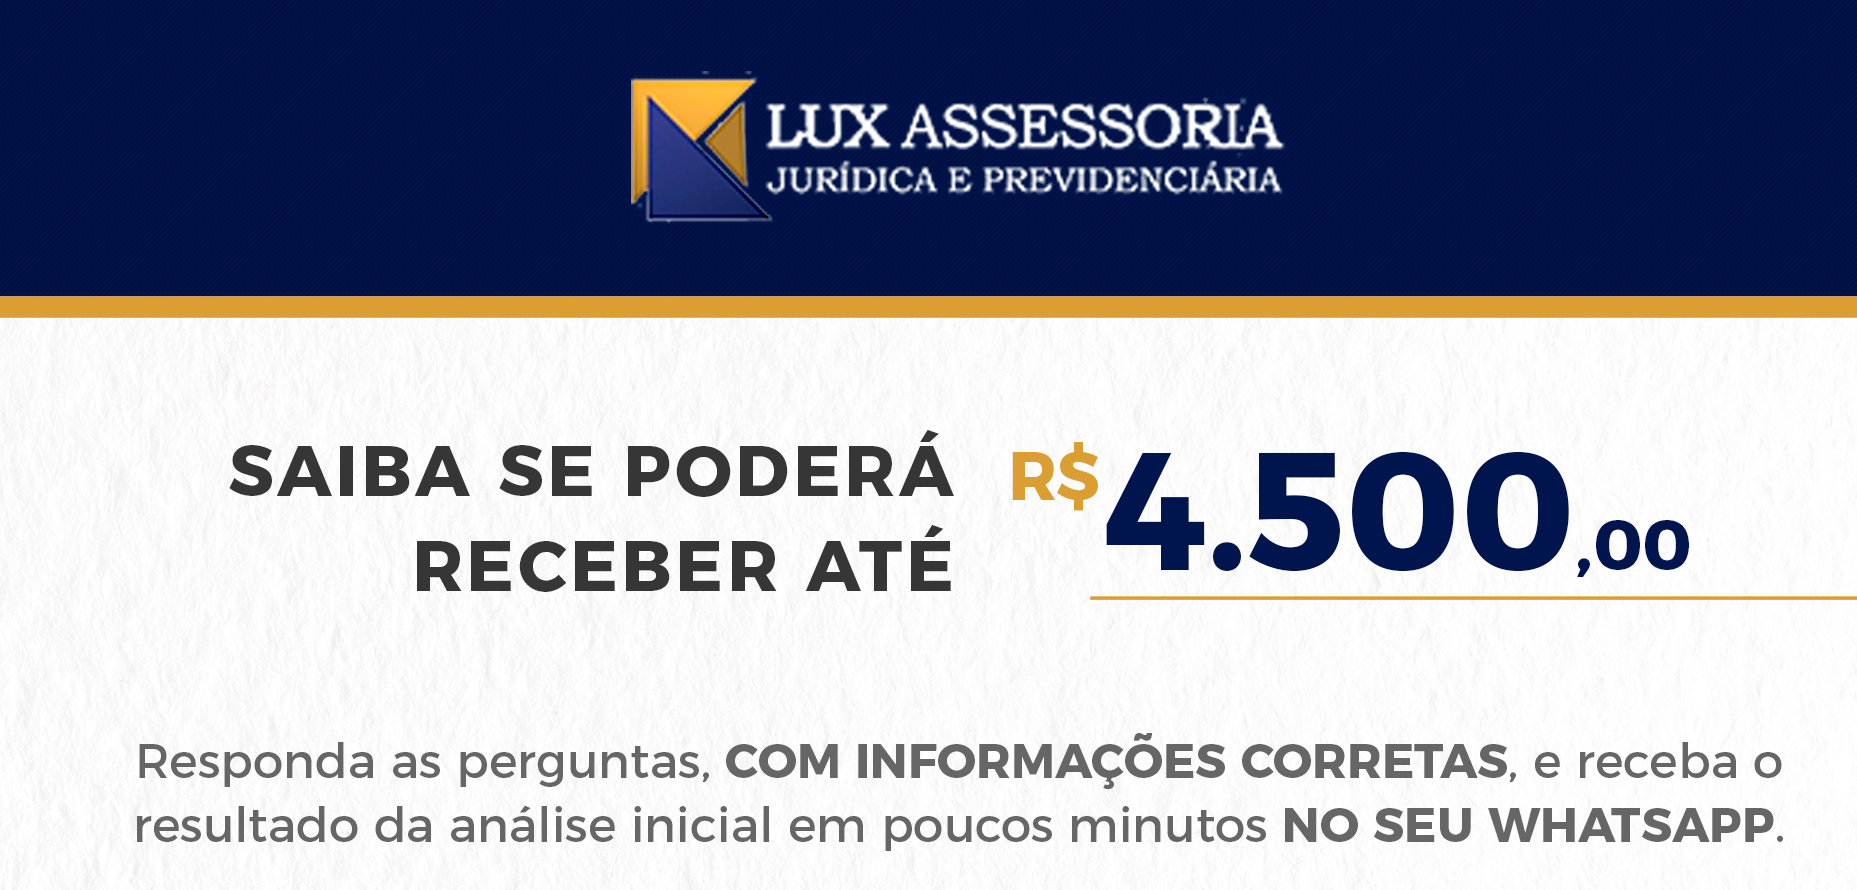 LUX ASSESSORIA
JURÍDICA E PREVIDENCIÁRIA
SAIBA SE PODERÁ
RECEBER ATÉ
R$4.500,00
Responda as perguntas, COM INFORMAÇÕES CORRETAS, e receba o
resultado da análise inicial em poucos minutos NO SEU WHATSAPP.